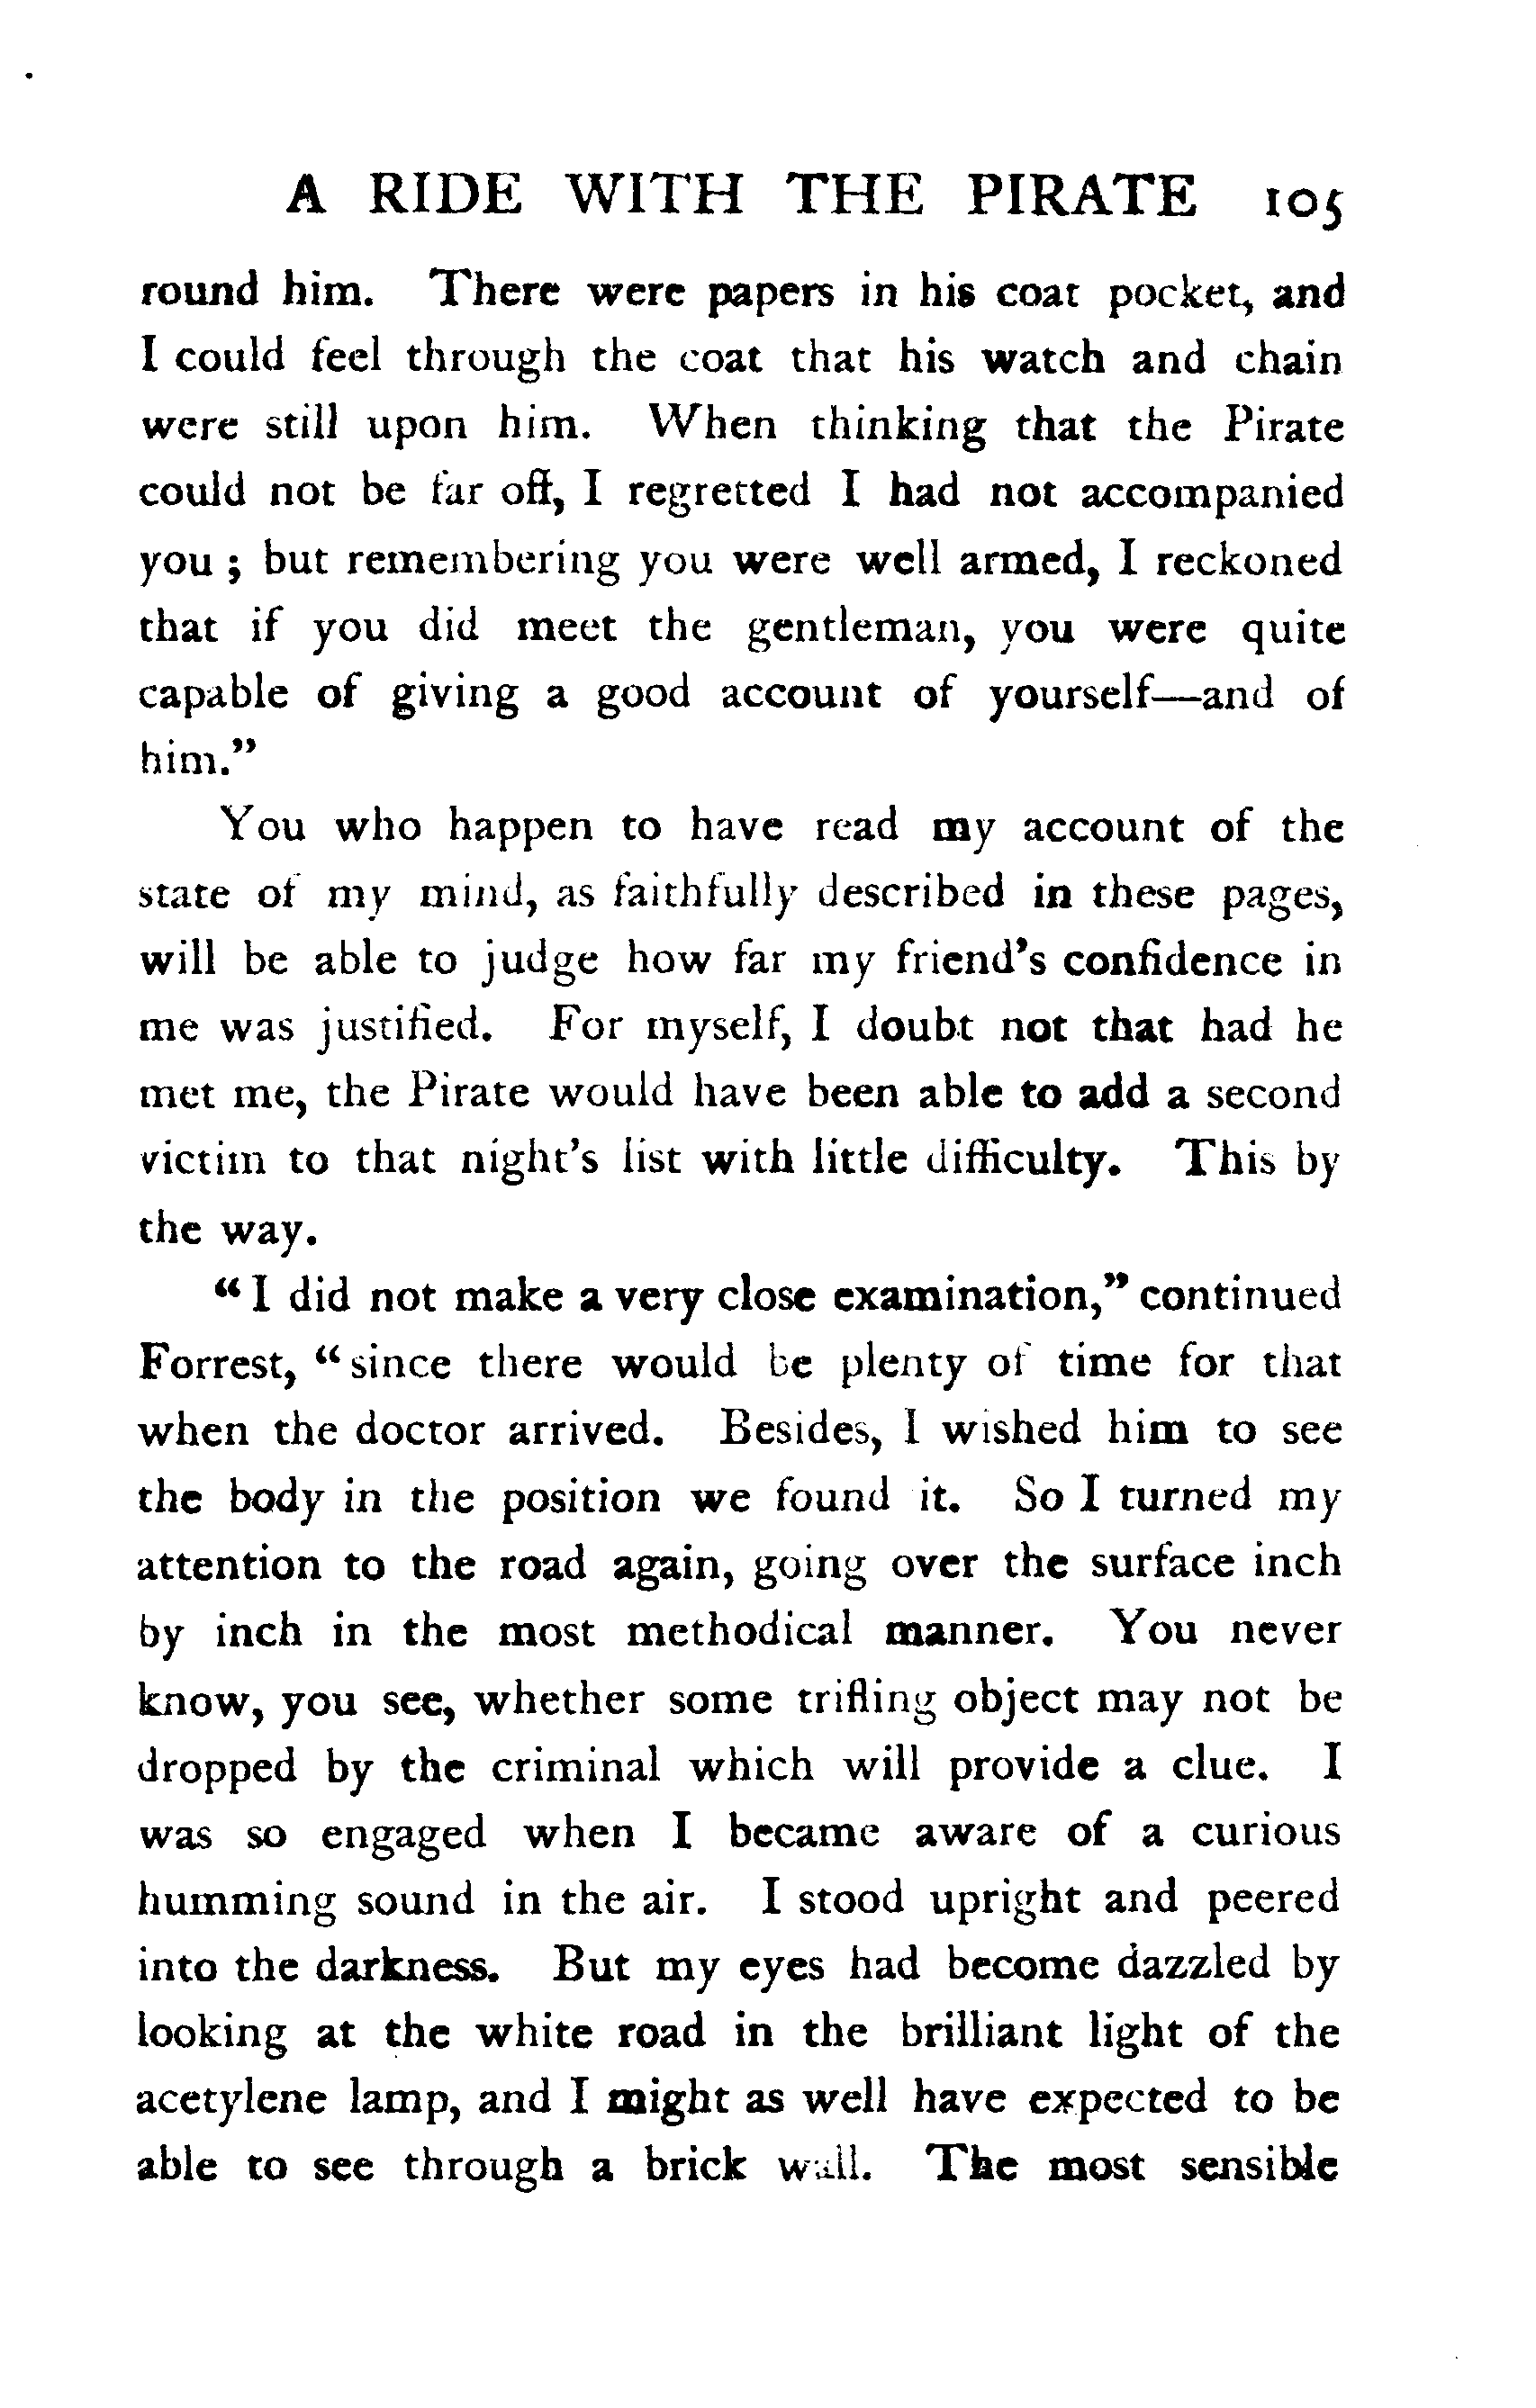 A RIDE WITH THE PIRATE 105
round him. There were papers in his coat pocket, and
I could feel through the coat that his watch and chain
were still upon him. When thinking that the Pirate
could not be far off, I regretted I had not accompanied
you ; but remembering you were well armed, I reckoned
that if you did meet the gentleman, you were quite
capable of giving a good account of yourself—and of
him.”
You who happen to have read my account of the
state of my mind, as faithfully described in these pages,
will be able to judge how far my friend’s confidence in
me was justified. For myself, I doubt not that had he
met me, the Pirate would have been able to add a second
victim to that night’s list with little difficulty. This by
the way.
“ I did not make a very close examination,” continued
Forrest, “ since there would be plenty of time for that
when the doctor arrived. Besides, I wished him to see
the body in the position we found it. So I turned my
attention to the road again, going over the surface inch
by inch in the most methodical manner. You never
know, you see, whether some trifling object may not be
dropped by the criminal which will provide a clue. I
was so engaged when I became aware of a curious
humming sound in the air. I stood upright and peered
into the darkness. But my eyes had become dazzled by
looking at the white road in the brilliant light of the
acetylene lamp, and I might as well have expected to be
able to see through a brick wall. The most sensible